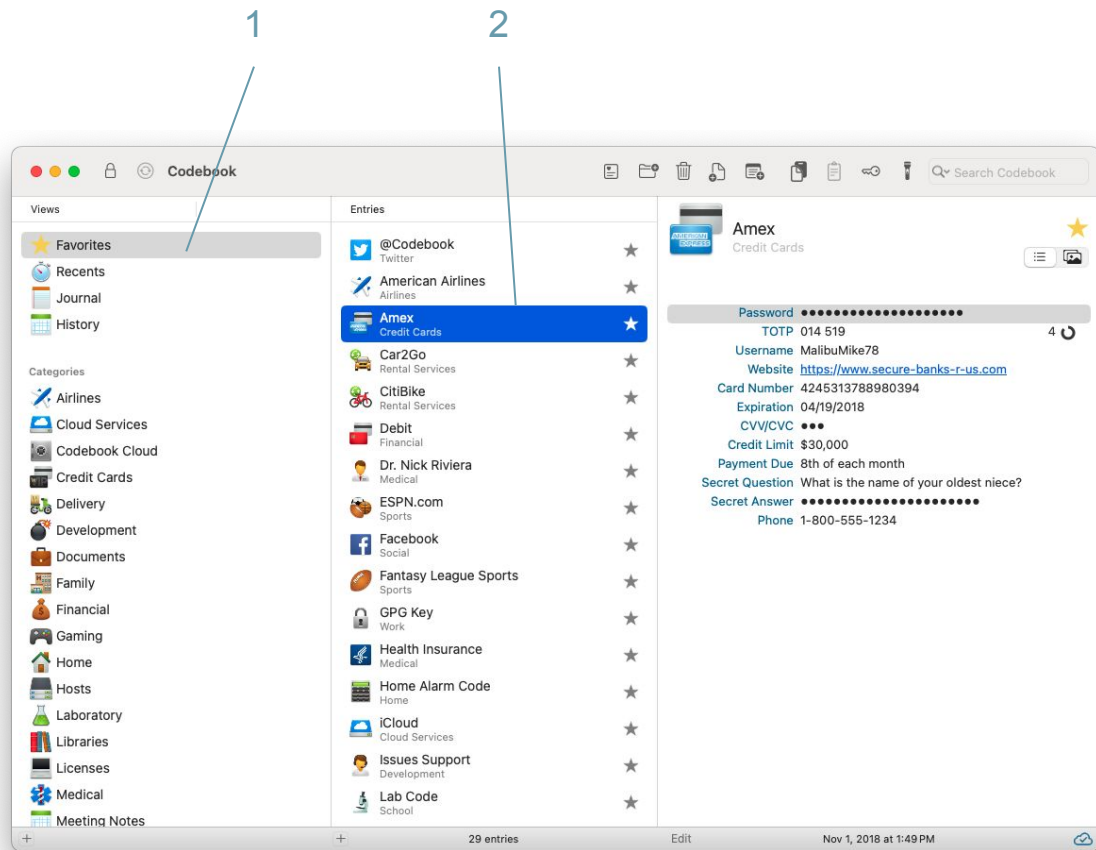 1 2
Codebook
Search Codebook
Views
Favorites
Recents
Journal
History
Categories
Airlines
Cloud Services
Codebook Cloud
Credit Cards
Delivery
Development
Documents
Family
Financial
Gaming
Home
Hosts
Laboratory
Libraries
Licenses
Medical
Meeting Notes
Entries
@Codebook
Twitter
American Airlines
Airlines
Amex
Credit Cards
Car2Go
Rental Services
CitiBike
Rental Services
Debit
Financial
Dr. Nick Riviera
Medical
ESPN.com
Sports
Facebook
Social
Fantasy League Sports
Sports
GPG Key
Work
Health Insurance
Medical
Home Alarm Code
Home
iCloud
Cloud Services
Issues Support
Development
Lab Code
School
29 entries
AMERICAN EXPRESS
Amex
Credit Cards
Password ●●●●●●●●●●●●●●●●●●●●
TOTP 014 519 4
Username MalibuMike78
Website https://www.secure-banks-r-us.com
Card Number 4245313788980394
Expiration 04/19/2018
CVV/CVC ●●●
Credit Limit $30,000
Payment Due 8th of each month
Secret Question What is the name of your oldest niece?
Secret Answer ●●●●●●●●●●●●●●●●●●●●●●
Phone 1-800-555-1234
Edit
Nov 1, 2018 at 1:49 PM